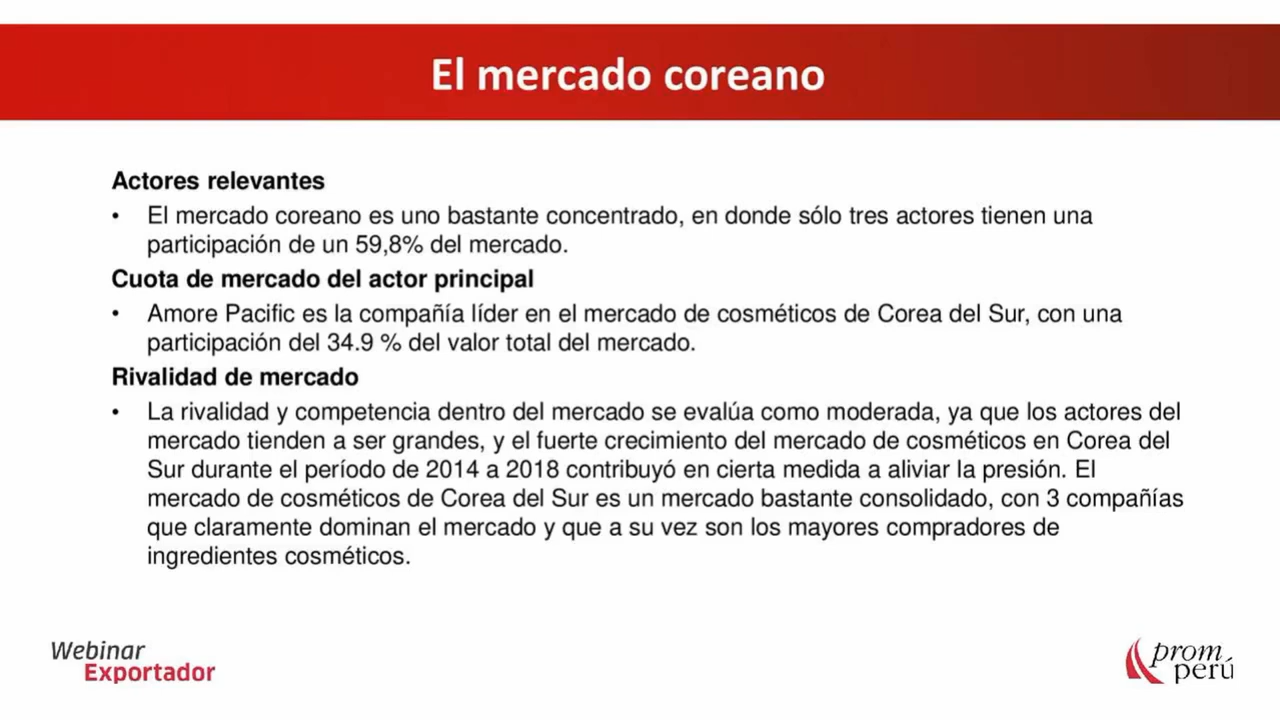 El mercado coreano
Actores relevantes
• El mercado coreano es uno bastante concentrado, en donde sólo tres actores tienen una
participación de un 59,8% del mercado.
Cuota de mercado del actor principal
• Amore Pacific es la compañía líder en el mercado de cosméticos de Corea del Sur, con una
participación del 34.9 % del valor total del mercado.
Rivalidad de mercado
• La rivalidad y competencia dentro del mercado se evalúa como moderada, ya que los actores del
mercado tienden a ser grandes, y el fuerte crecimiento del mercado de cosméticos en Corea del
Sur durante el período de 2014 a 2018 contribuyó en cierta medida a aliviar la presión. El
mercado de cosméticos de Corea del Sur es un mercado bastante consolidado, con 3 compañías
que claramente dominan el mercado y que a su vez son los mayores compradores de
ingredientes cosméticos.
Webinar
Exportador
prom
perú